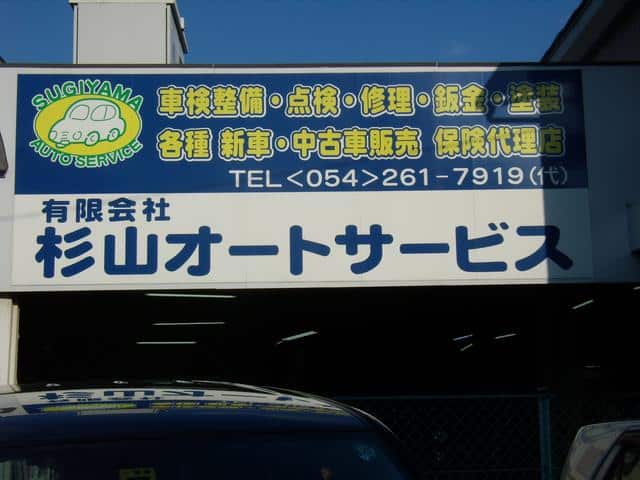 SUGIYAMA
AUTO SERVICE
車検整備・点検・修理・鈑金・塗装
各種 新車・中古車販売 保険代理店
TEL<054>261-7919(代)
有限会社
杉山オートサービス